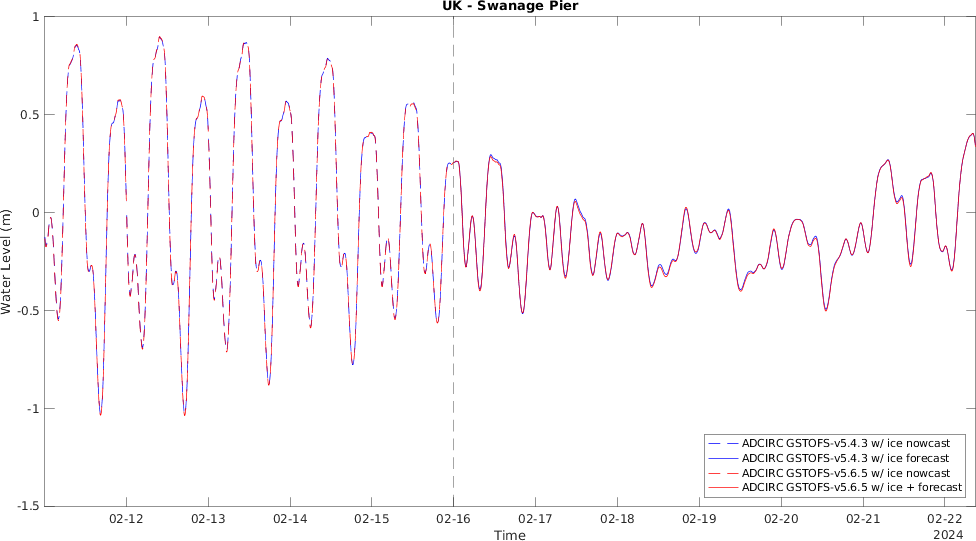 UK - Swanage Pier
Water Level (m)
1
0.5
0
-0.5
-1
-1.5
02-12 02-13 02-14 02-15 02-16 02-17 02-18 02-19 02-20 02-21 02-22
Time
2024
ADCIRC GSTOFS-v5.4.3 w/ ice nowcast
ADCIRC GSTOFS-v5.4.3 w/ ice forecast
ADCIRC GSTOFS-v5.6.5 w/ ice nowcast
ADCIRC GSTOFS-v5.6.5 w/ ice + forecast